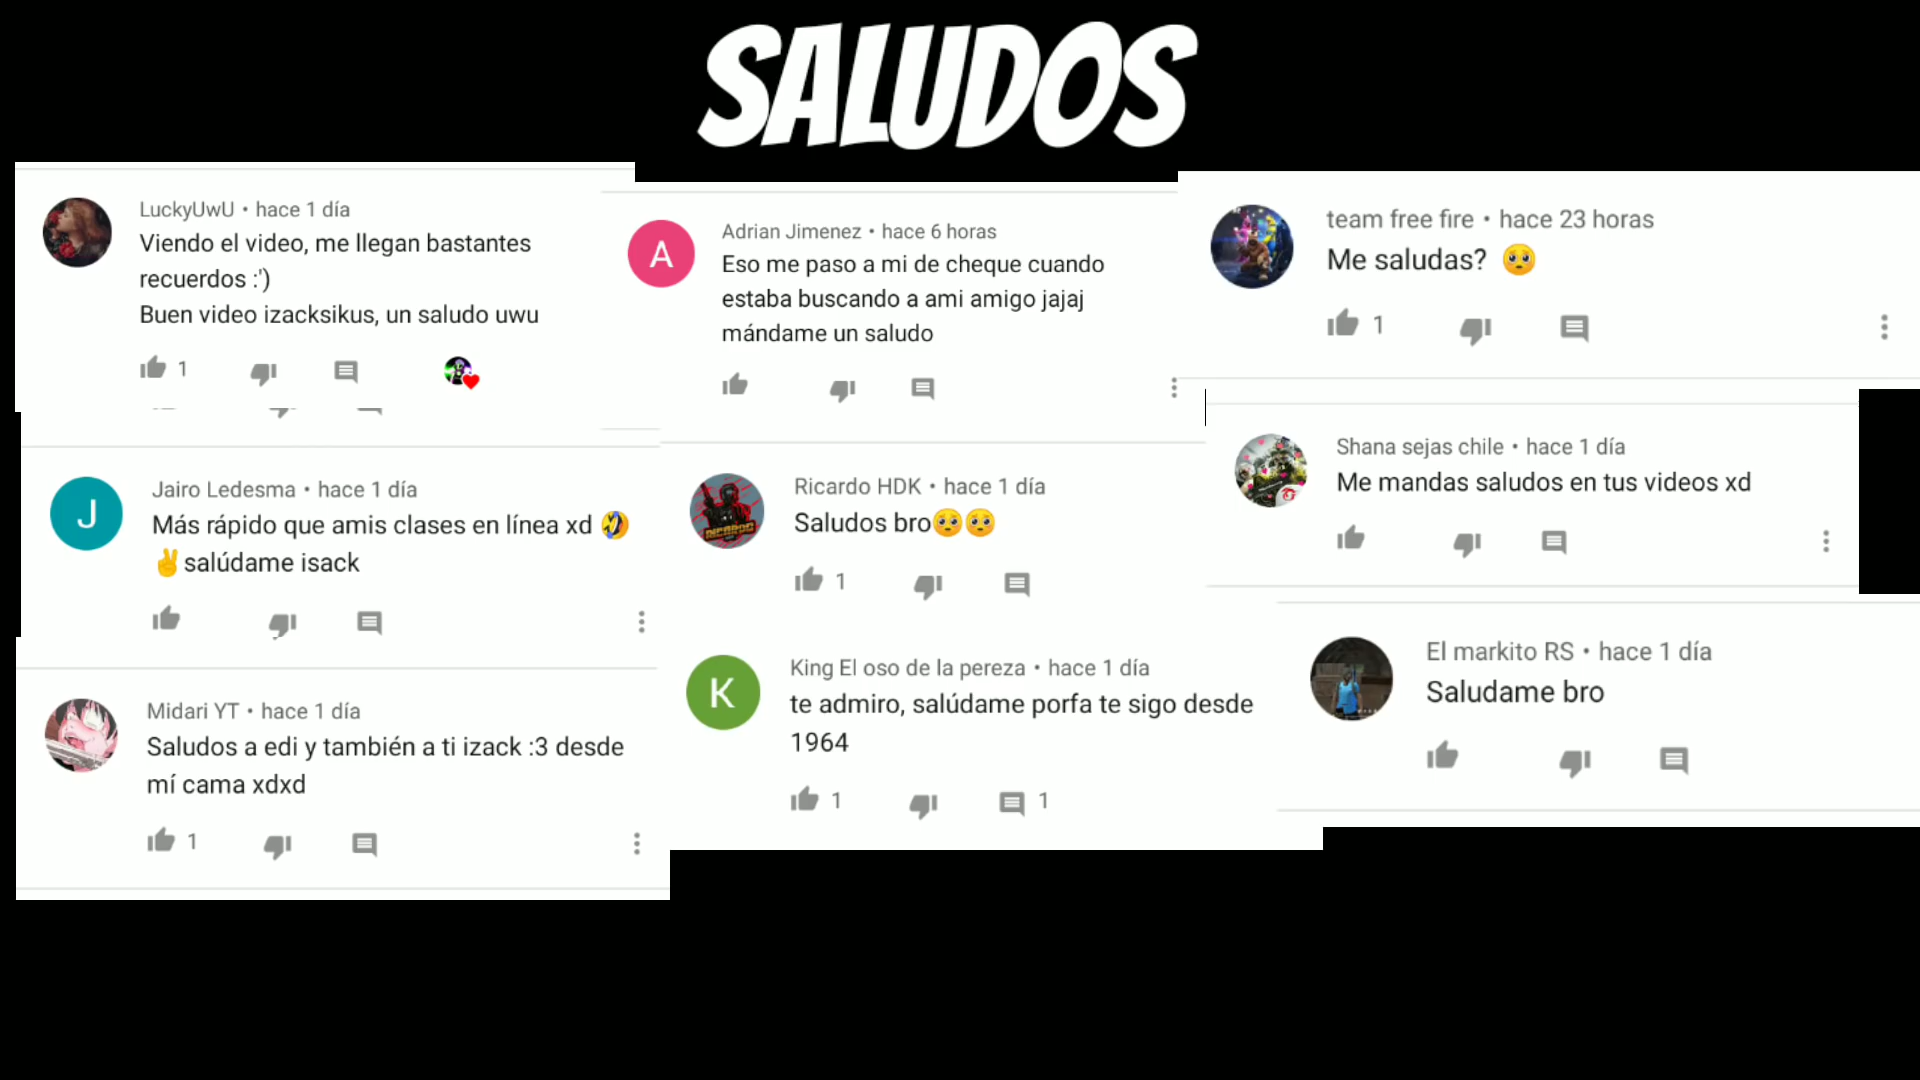 SALUDOS
LuckyUwU • hace 1 día
Viendo el video, me llegan bastantes
recuerdos :')
Buen video izacksikus, un saludo uwu
1
Jairo Ledesma • hace 1 día
Más rápido que amis clases en línea xd 🤣
✌️salúdame isack
Midari YT • hace 1 día
Saludos a edi y también a ti izack :3 desde
mí cama xdxd
1
A
Adrian Jimenez • hace 6 horas
Eso me paso a mi de cheque cuando
estaba buscando a ami amigo jajaj
mándame un saludo
Ricardo HDK • hace 1 día
Saludos bro🥺🥺
RICARDO
1
K
King El oso de la pereza • hace 1 día
te admiro, salúdame porfa te sigo desde
1964
1 1
team free fire • hace 23 horas
Me saludas? 🥺
1
Shana sejas chile • hace 1 día
Me mandas saludos en tus videos xd
El markito RS • hace 1 día
Saludame bro
J